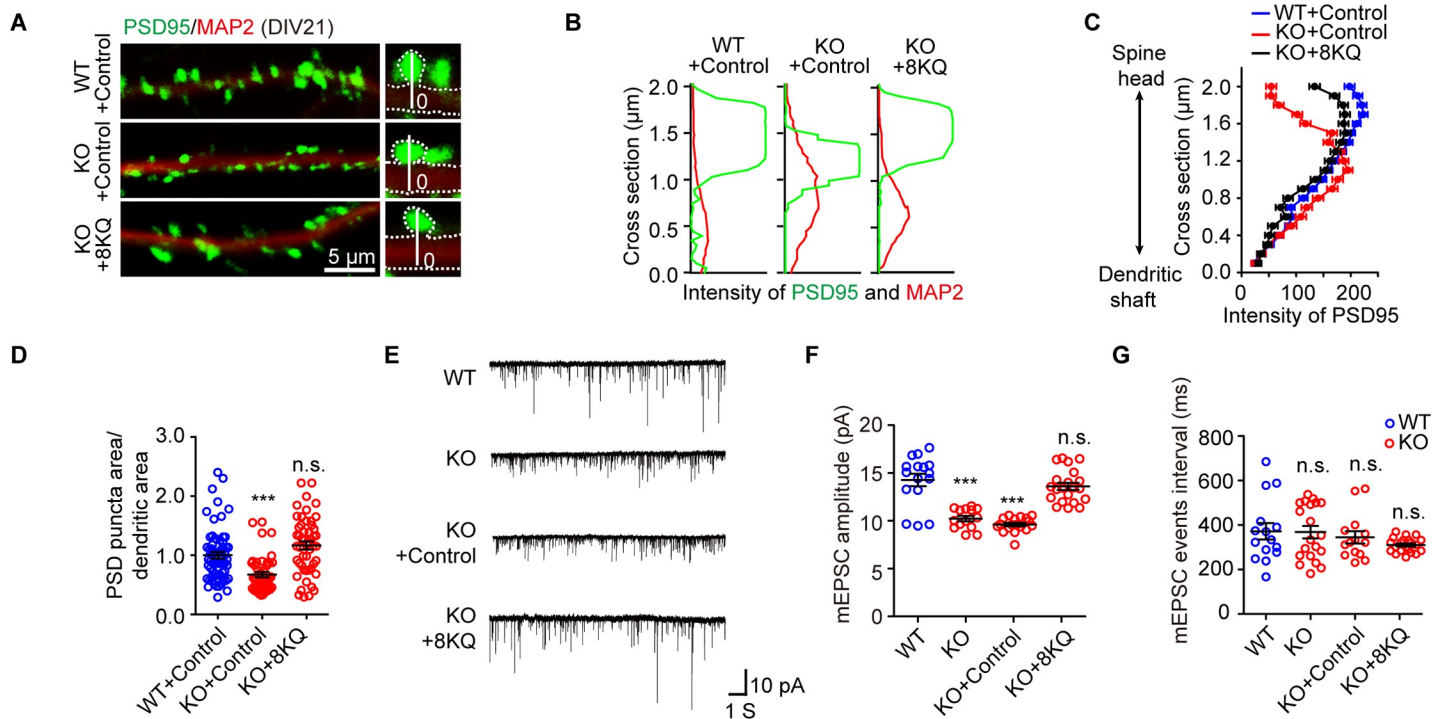 A
PSD95/MAP2 (DIV21)
WT
+Control
KO
+Control
KO
+8KQ
0
0
0
5 µm
B
WT
+Control
KO
+Control
KO
+8KQ
Cross section (µm)
2.0
1.5
1.0
0.5
0.0
Intensity of PSD95 and MAP2
C
WT+Control
KO+Control
KO+8KQ
Spine
head
Dendritic
shaft
Cross section (µm)
2.0
1.6
1.2
0.8
0.4
0.0
0 100 200
Intensity of PSD95
D
PSD puncta area/
dendritic area
3.0
2.0
1.0
0.0
***
n.s.
WT+Control
KO+Control
KO+8KQ
E
WT
KO
KO
+Control
KO
+8KQ
10 pA
1 S
F
mEPSC amplitude (pA)
20
15
10
5
0
***
***
n.s.
WT
KO
KO+Control
KO+8KQ
G
mEPSC events interval (ms)
800
600
400
200
0
WT
KO
n.s.
n.s.
n.s.
WT
KO
KO+Control
KO+8KQ